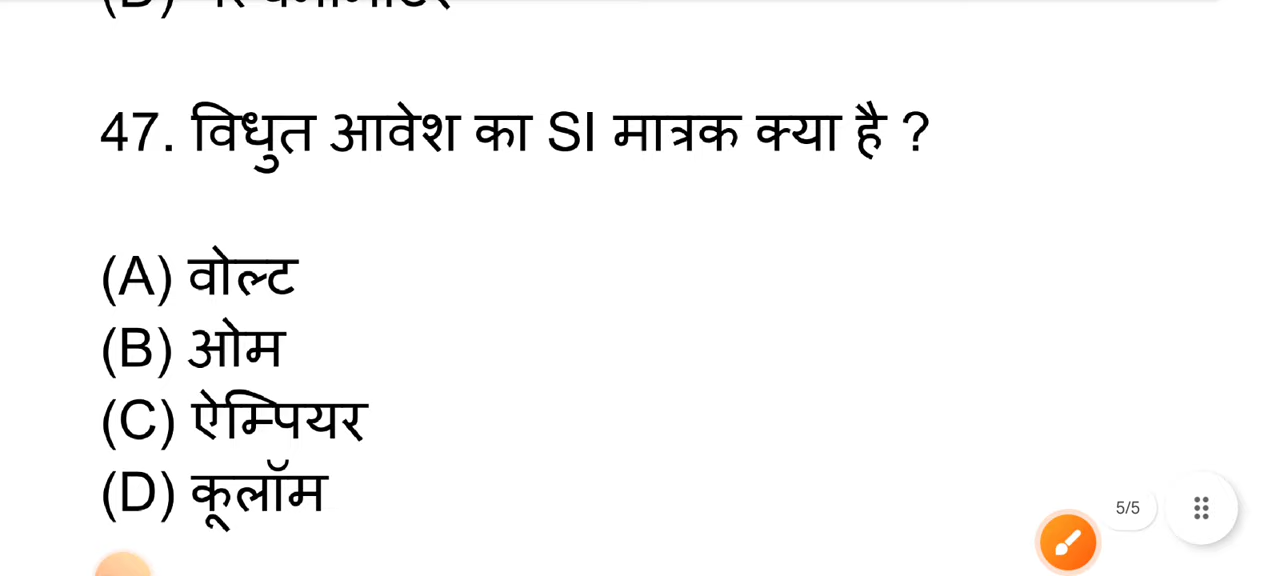 47. विधुत आवेश का SI मात्रक क्या है ?
(A) वोल्ट
(B) ओम
(C) ऐम्पियर
(D) कूलॉम
5/5